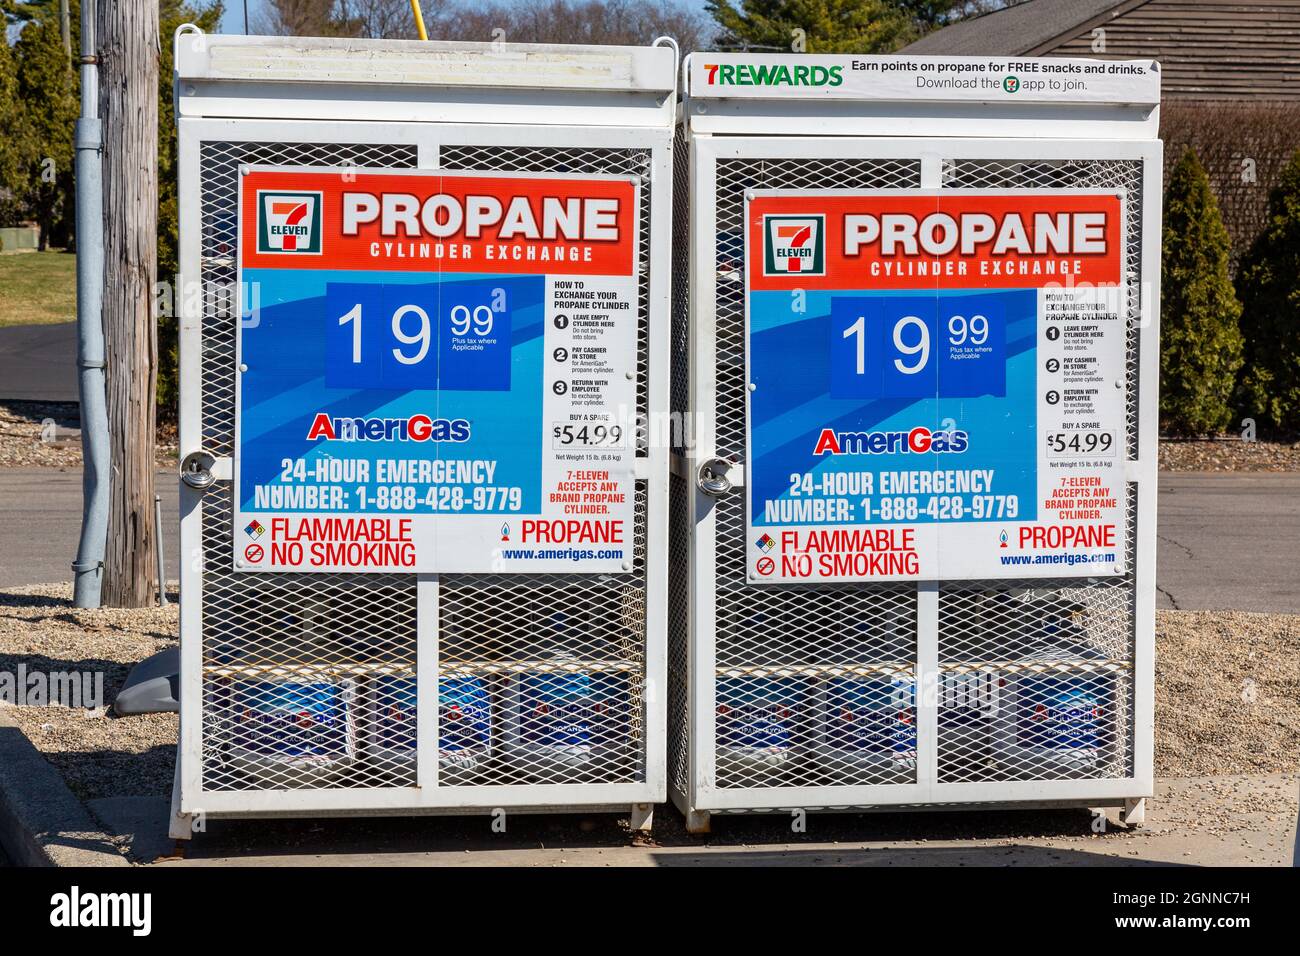 7REWARDS
Earn points on propane for FREE snacks and drinks.
Download the 7 app to join.
7
ELEVEN
PROPANE
CYLINDER EXCHANGE
19 99
Plus tax where
Applicable
HOW TO
EXCHANGE YOUR
PROPANE CYLINDER
1 LEAVE EMPTY
CYLINDER HERE
Do not bring
into store.
2 PAY CASHIER
IN STORE
for AmeriGas®
propane cylinder.
3 RETURN WITH
EMPLOYEE
to exchange
your cylinder.
BUY A SPARE
$54.99
Net Weight 15 lb. (6.8 kg)
AmeriGas
24-HOUR EMERGENCY
NUMBER: 1-888-428-9779
7-ELEVEN
ACCEPTS ANY
BRAND PROPANE
CYLINDER.
FLAMMABLE
NO SMOKING
PROPANE
www.amerigas.com
7
ELEVEN
PROPANE
CYLINDER EXCHANGE
19 99
Plus tax where
Applicable
HOW TO
EXCHANGE YOUR
PROPANE CYLINDER
1 LEAVE EMPTY
CYLINDER HERE
Do not bring
into store.
2 PAY CASHIER
IN STORE
for AmeriGas®
propane cylinder.
3 RETURN WITH
EMPLOYEE
to exchange
your cylinder.
BUY A SPARE
$54.99
Net Weight 15 lb. (6.8 kg)
AmeriGas
24-HOUR EMERGENCY
NUMBER: 1-888-428-9779
7-ELEVEN
ACCEPTS ANY
BRAND PROPANE
CYLINDER.
FLAMMABLE
NO SMOKING
PROPANE
www.amerigas.com
AmeriGas
AmeriGas
alamy
Image ID: 2GNNC7H
www.alamy.com